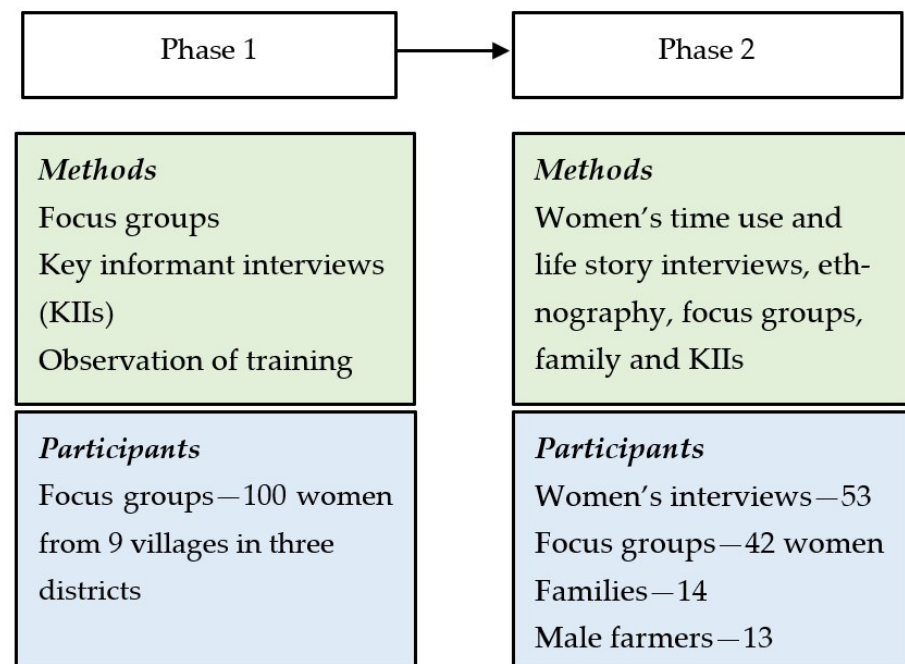 Phase 1
Phase 2
Methods
Focus groups
Key informant interviews
(KIIs)
Observation of training
Methods
Women’s time use and
life story interviews, eth-
nography, focus groups,
family and KIIs
Participants
Focus groups—100 women
from 9 villages in three
districts
Participants
Women’s interviews—53
Focus groups—42 women
Families—14
Male farmers—13